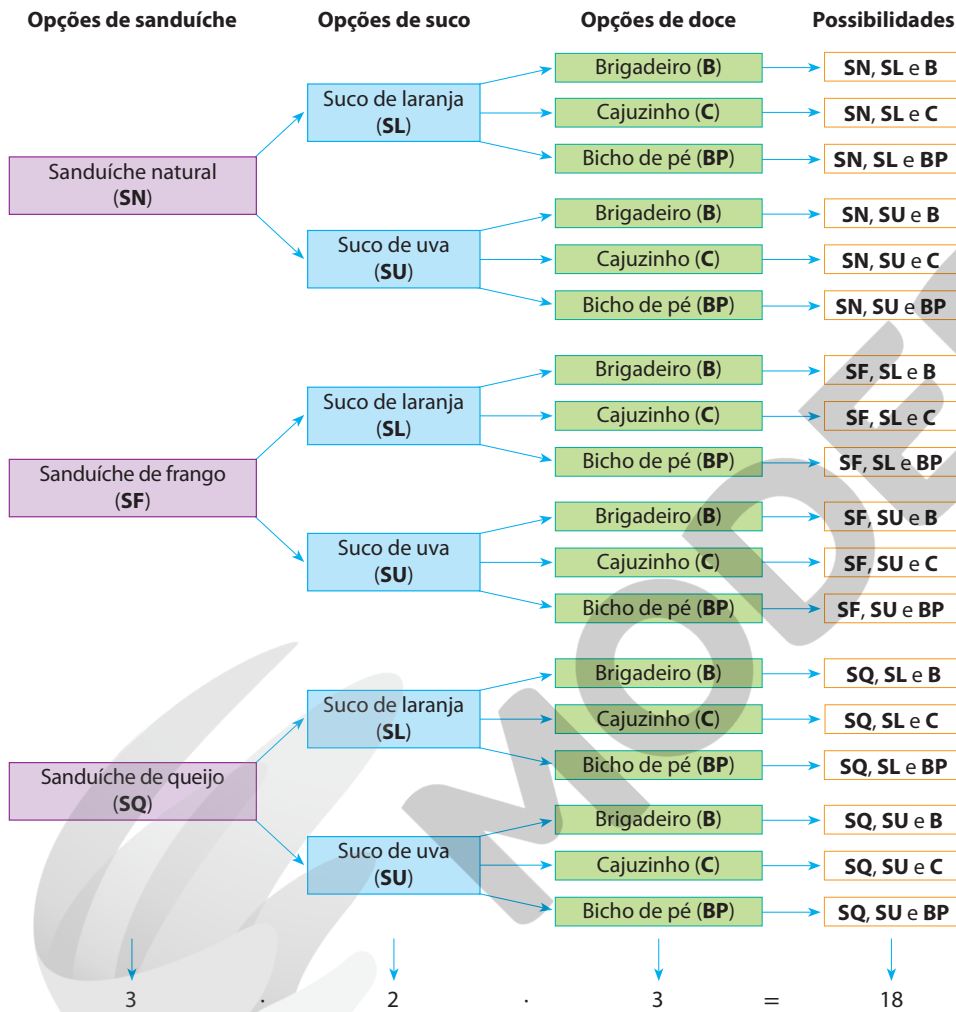 Opções de sanduíche Opções de suco Opções de doce Possibilidades
Sanduíche natural
(SN)
Suco de laranja
(SL)
Brigadeiro (B) SN, SL e B
Cajuzinho (C) SN, SL e C
Bicho de pé (BP) SN, SL e BP
Suco de uva
(SU)
Brigadeiro (B) SN, SU e B
Cajuzinho (C) SN, SU e C
Bicho de pé (BP) SN, SU e BP
Sanduíche de frango
(SF)
Suco de laranja
(SL)
Brigadeiro (B) SF, SL e B
Cajuzinho (C) SF, SL e C
Bicho de pé (BP) SF, SL e BP
Suco de uva
(SU)
Brigadeiro (B) SF, SU e B
Cajuzinho (C) SF, SU e C
Bicho de pé (BP) SF, SU e BP
Sanduíche de queijo
(SQ)
Suco de laranja
(SL)
Brigadeiro (B) SQ, SL e B
Cajuzinho (C) SQ, SL e C
Bicho de pé (BP) SQ, SL e BP
Suco de uva
(SU)
Brigadeiro (B) SQ, SU e B
Cajuzinho (C) SQ, SU e C
Bicho de pé (BP) SQ, SU e BP
3 · 2 · 3 = 18